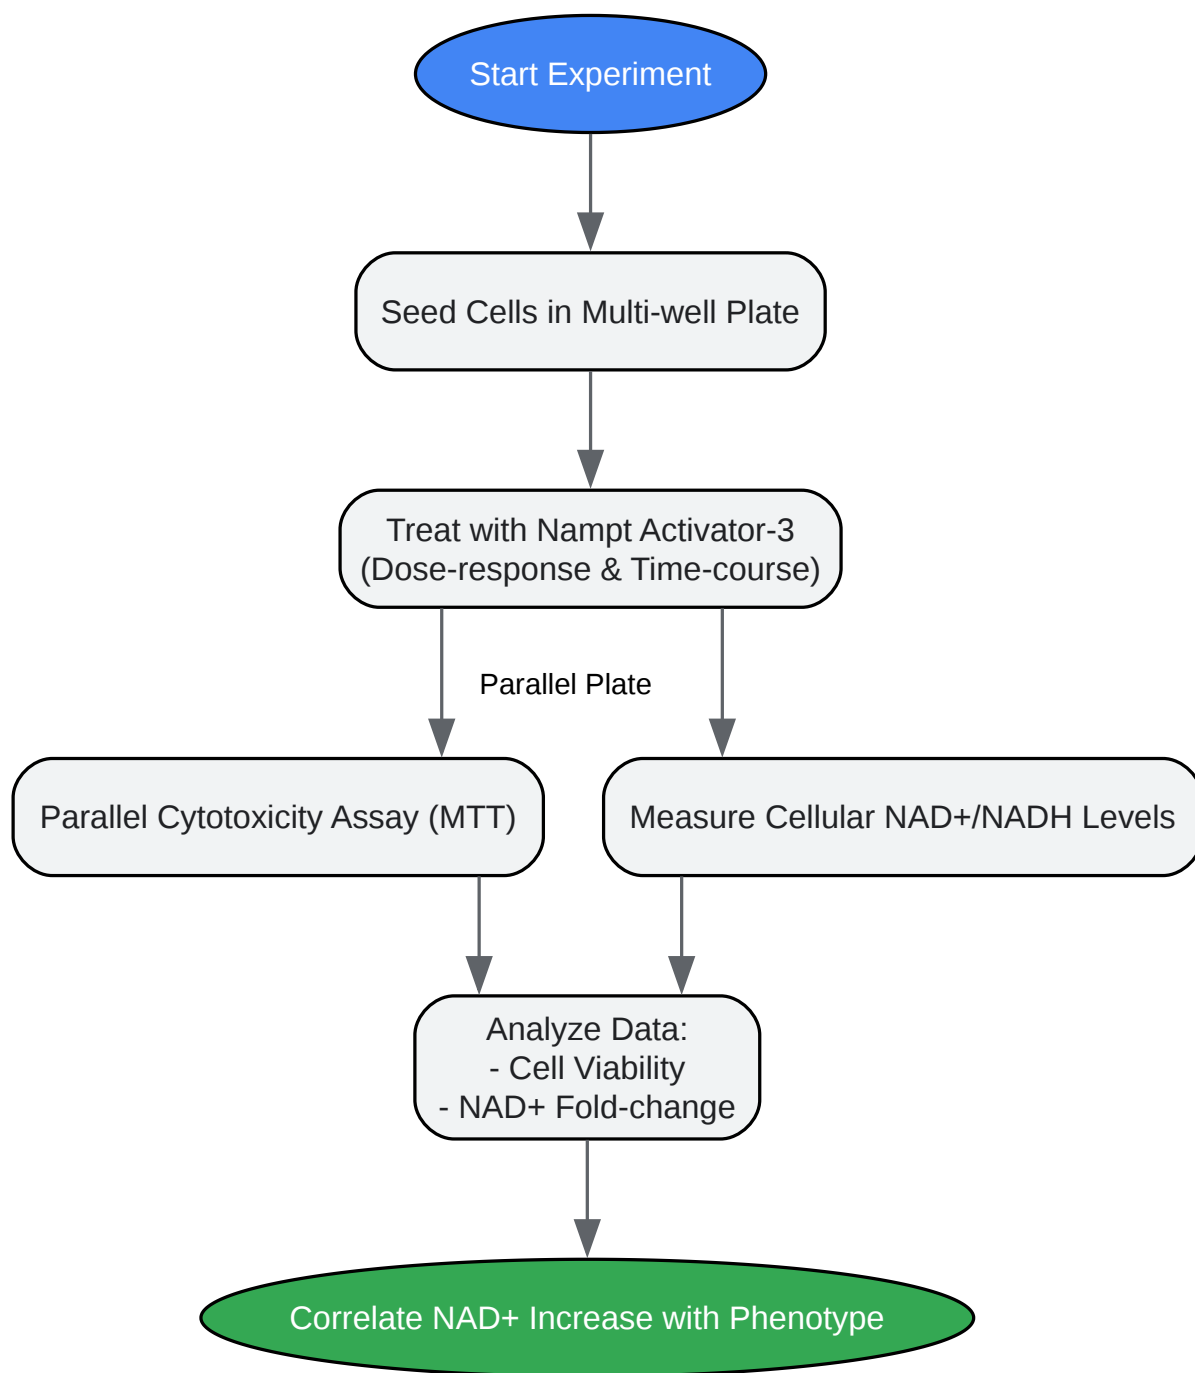 Start Experiment
Seed Cells in Multi-well Plate
Treat with Nampt Activator-3
(Dose-response & Time-course)
Parallel Plate
Parallel Cytotoxicity Assay (MTT)
Measure Cellular NAD+/NADH Levels
Analyze Data:
- Cell Viability
- NAD+ Fold-change
Correlate NAD+ Increase with Phenotype